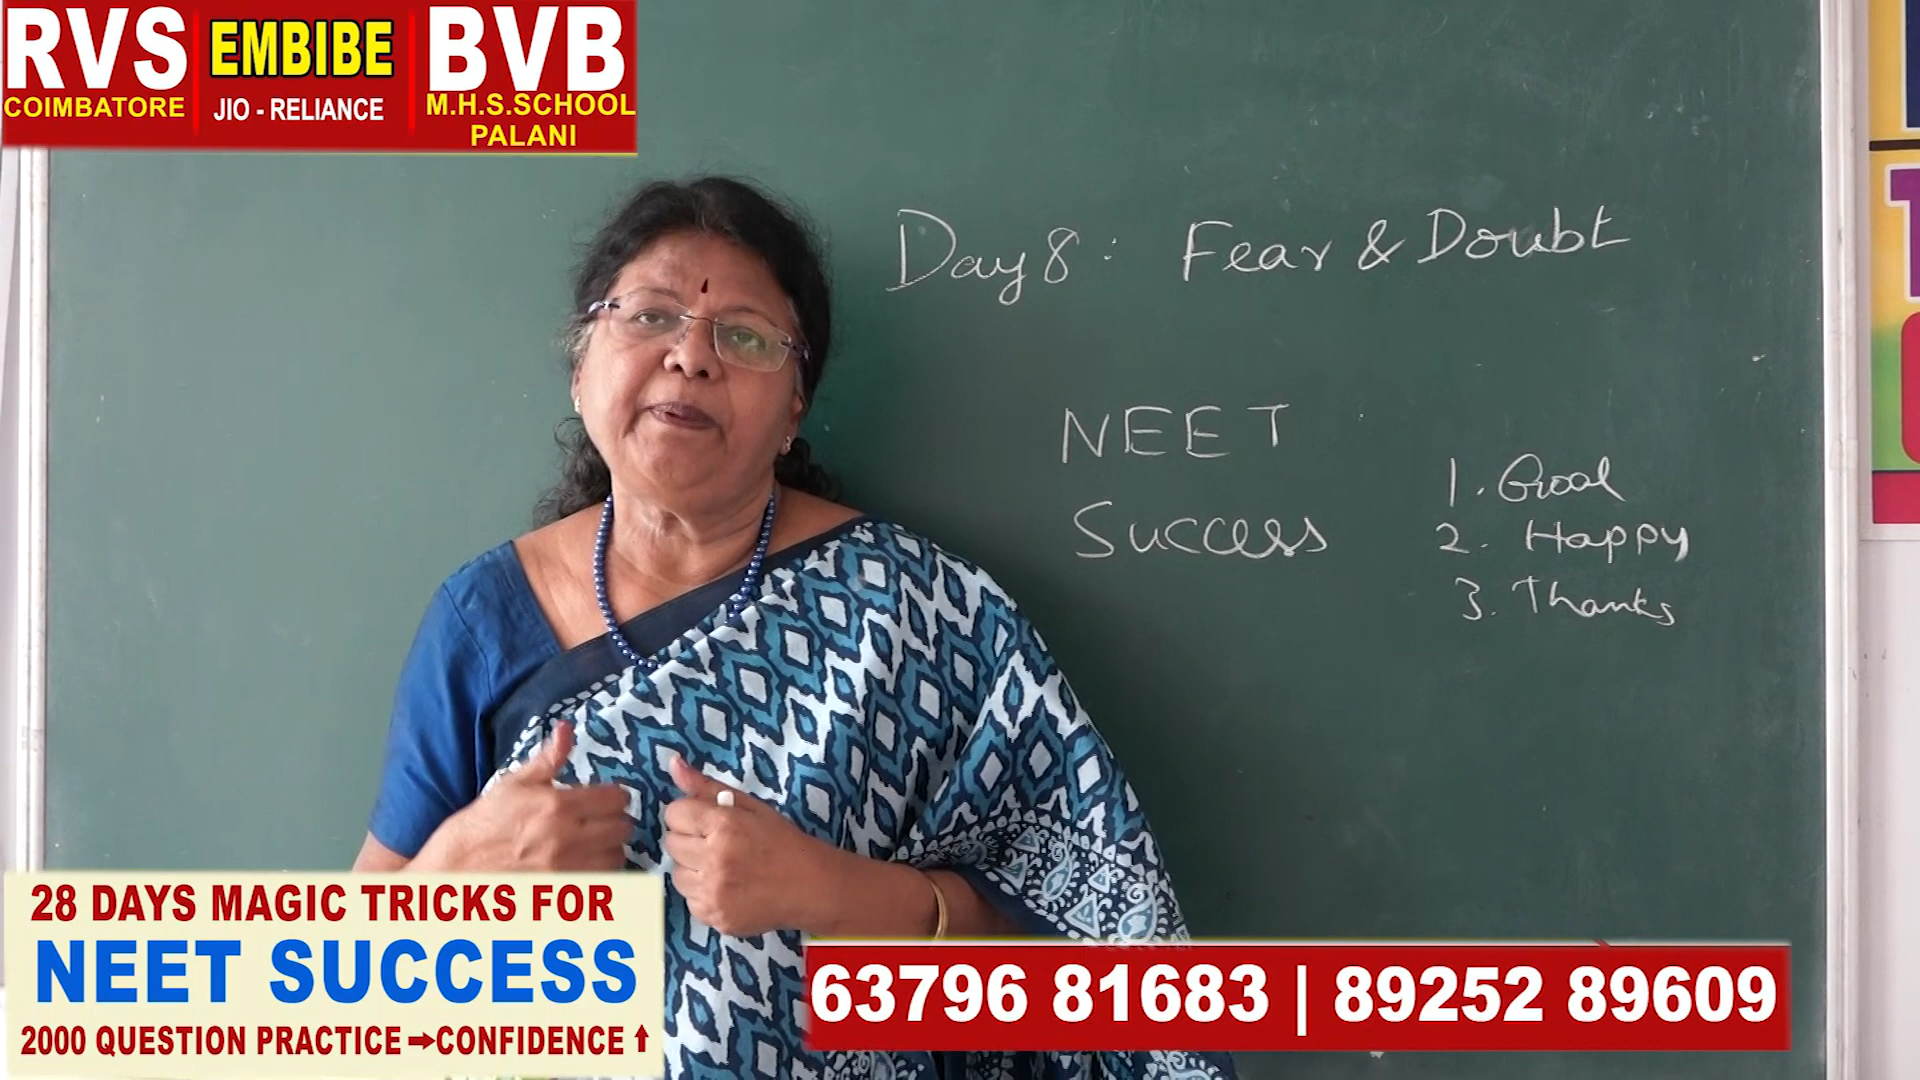 RVS
COIMBATORE
EMBIBE
JIO - RELIANCE
BVB
M.H.S.SCHOOL
PALANI
Day 8: Fear & Doubt
NEET
Success
1. Goal
2. Happy
3. Thanks
28 DAYS MAGIC TRICKS FOR
NEET SUCCESS
2000 QUESTION PRACTICE ➞CONFIDENCE ⬆
63796 81683 | 89252 89609